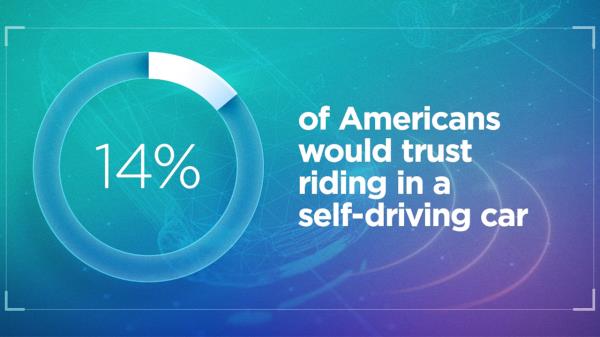 14%
of Americans
would trust
riding in a
self-driving car